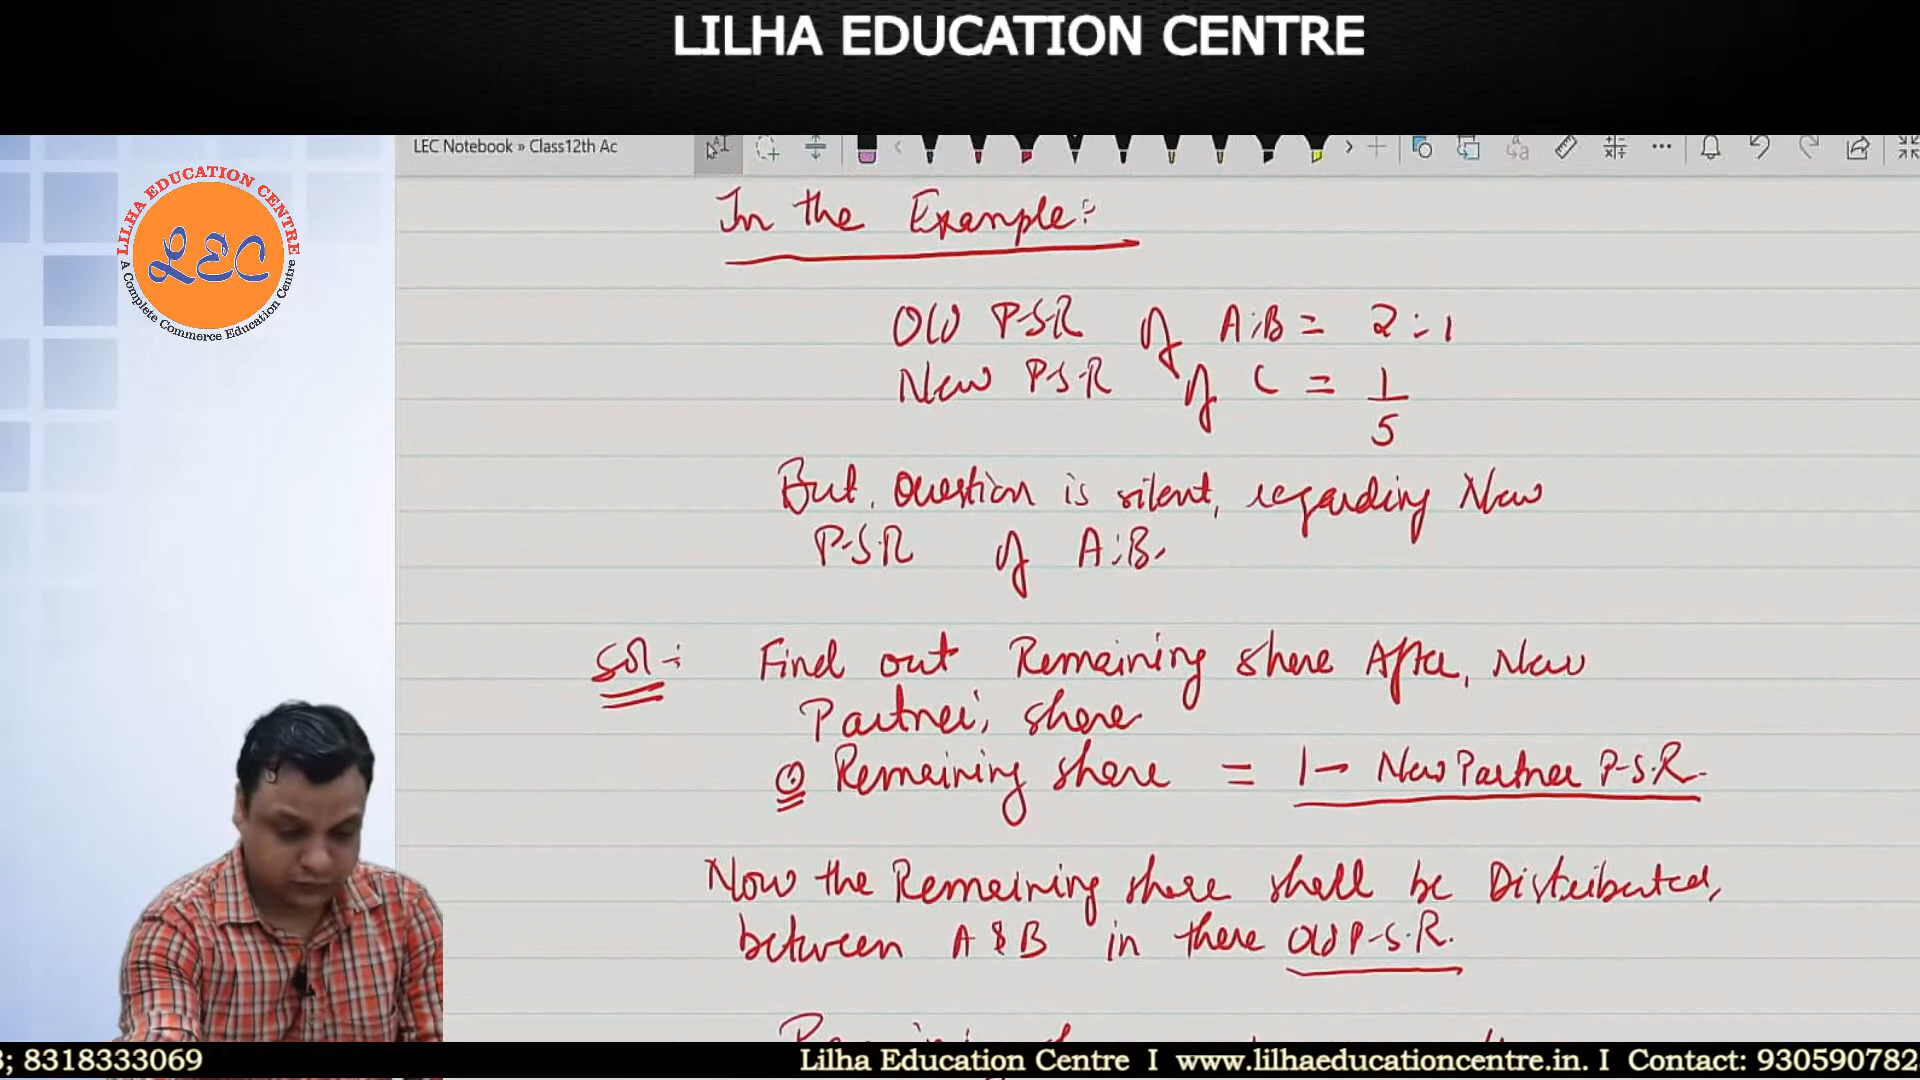 LILHA EDUCATION CENTRE
LEC Notebook » Class12th Ac
LILHA EDUCATION CENTRE
LEC
A Complete Commerce Education Centre
In the Example:
Old P.S.R of A:B = 2:1
New P.S.R of C = 1/5
But, Question is silent, regarding New
P.S.R of A:B.
Sol: Find out Remaining share After, New
Partner's share
Remaining share = 1 - New Partner P.S.R.
Now the Remaining share shall be Distributed,
between A & B in there Old P.S.R.
3; 8318333069 Lilha Education Centre I www.lilhaeducationcentre.in. I Contact: 930590782